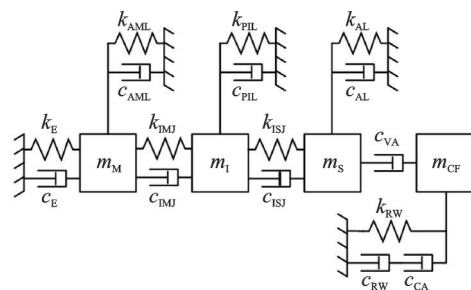 k_AML k_PIL k_AL
c_AML c_PIL c_AL
k_E k_IMJ k_ISJ c_VA
m_M m_I m_S m_CF
c_E c_IMJ c_ISJ
k_RW
c_RW c_CA